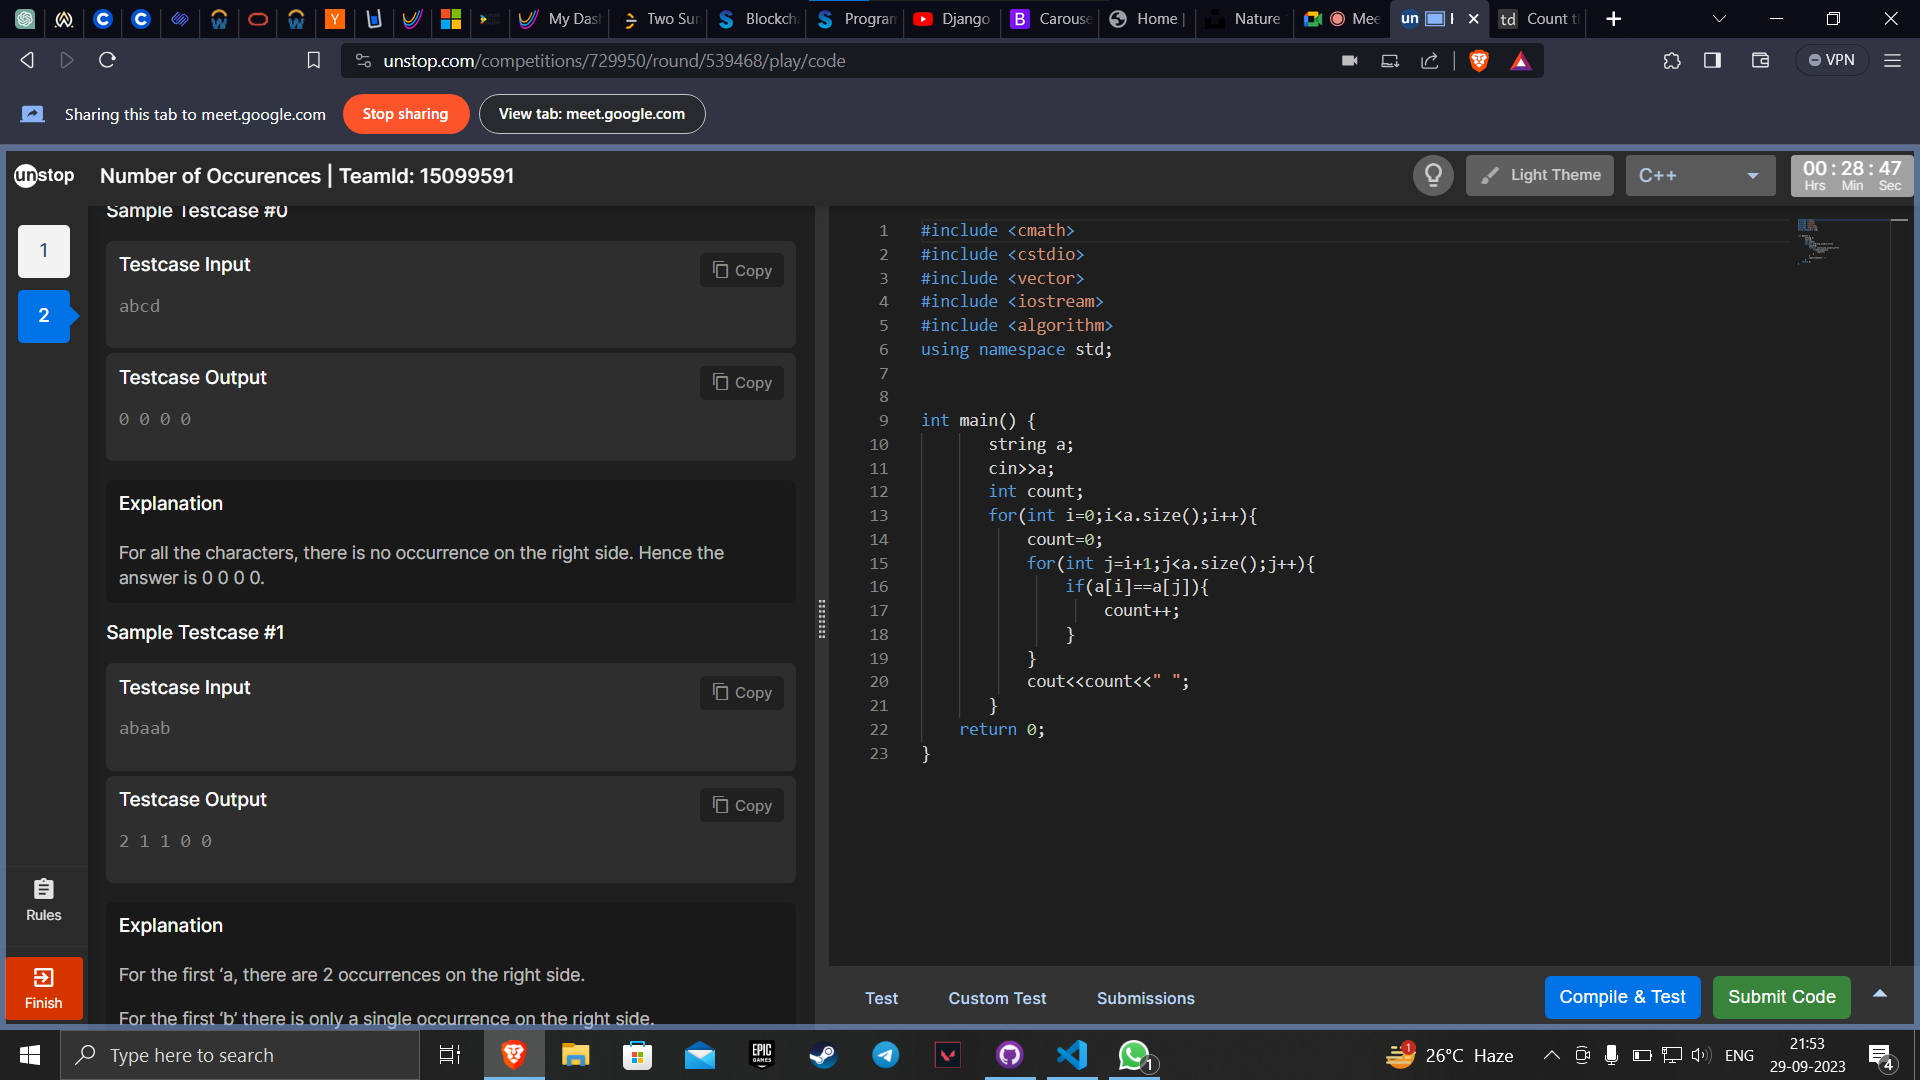 My Das
Two Sun
Blockcha
Program
Django
Carouse
Home |
Nature
Mee
un
Count t
unstop.com/competitions/729950/round/539468/play/code
VPN
Sharing this tab to meet.google.com
Stop sharing
View tab: meet.google.com
unstop
Number of Occurences | TeamId: 15099591
Light Theme
C++
00 : 28 : 47
Hrs Min Sec
1
2
Rules
Finish
Sample Testcase #0
Testcase Input
Copy
abcd
Testcase Output
Copy
0 0 0 0
Explanation
For all the characters, there is no occurrence on the right side. Hence the
answer is 0 0 0 0.
Sample Testcase #1
Testcase Input
Copy
abaab
Testcase Output
Copy
2 1 1 0 0
Explanation
For the first ‘a, there are 2 occurrences on the right side.
For the first ‘b’ there is only a single occurrence on the right side.
1 #include <cmath>
2 #include <cstdio>
3 #include <vector>
4 #include <iostream>
5 #include <algorithm>
6 using namespace std;
7
8
9 int main() {
10 string a;
11 cin>>a;
12 int count;
13 for(int i=0;i<a.size();i++){
14 count=0;
15 for(int j=i+1;j<a.size();j++){
16 if(a[i]==a[j]){
17 count++;
18 }
19 }
20 cout<<count<<" ";
21 }
22 return 0;
23 }
Test
Custom Test
Submissions
Compile & Test
Submit Code
Type here to search
EPIC GAMES
1
1
26°C Haze
ENG
21:53
29-09-2023
4